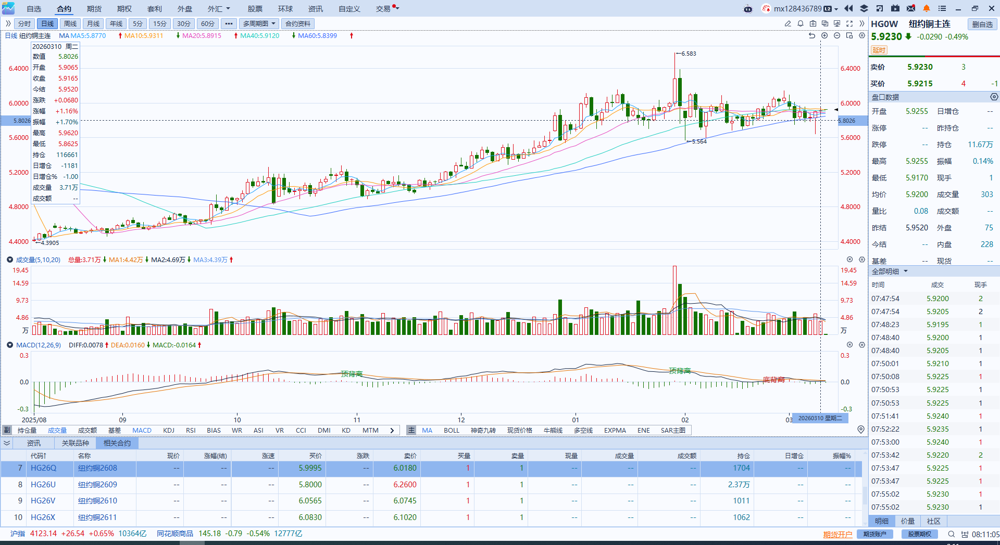 自选 合约 期货 期权 套利 外盘 外汇 股票 环球 资讯 自定义 交易 mx128436789 L2
分时 日线 周线 月线 年线 5分 15分 30分 60分 ••• 多周期图 合约资料
日线 纽约铜主连 MA MA5:5.8770 MA10:5.9311 MA20:5.8915 MA40:5.9120 MA60:5.8399
20260310 周二
数值 5.8026
开盘 5.9065
收盘 5.9165
今结 5.9520
涨跌 +0.0680
涨幅 +1.16%
振幅 +1.70%
最高 5.9620
最低 5.8625
持仓 116661
日增仓 -1181
日增仓% -1.00
成交量 3.71万
成交额 --
6.4000 6.4000
6.0000 6.0000
5.8026 5.8026
5.6000 5.6000
5.2000 5.2000
4.8000 4.8000
4.4000 4.4000
6.583
5.564
4.3905
成交量(5,10,20) 总量:3.71万 MA1:4.42万 MA2:4.69万 MA3:4.39万
19.45 19.45
14.59 14.59
9.73 9.73
4.86 4.86
万 万
MACD(12,26,9) DIFF:0.0078 DEA:0.0160 MACD:-0.0164
0.3 0.3
顶背离 顶背离 底背离
0.0 0.0
-0.3 -0.3
2025/08 09 10 11 12 01 02 03 20260310 星期二
副 持仓量 成交量 成交额 基差 MACD KDJ RSI BIAS WR ASI VR CCI DMI KD MTM 主 MA BOLL 神奇九转 现货价格 牛熊线 多空线 EXPMA ENE SAR主图
资讯 关联品种 相关合约
代码↑ 名称 现价 涨幅(结) 涨速 买价 涨跌 卖价 买量 卖量 现量 成交量 成交额 持仓 日增仓 振幅%
7 HG26Q 纽约铜2608 -- -- -- 5.9995 -- 6.0180 1 1 -- -- -- 1704 -- --
8 HG26U 纽约铜2609 -- -- -- 5.8000 -- 6.2600 1 1 -- -- -- 2.37万 -- --
9 HG26V 纽约铜2610 -- -- -- 6.0565 -- 6.0745 1 1 -- -- -- 1011 -- --
10 HG26X 纽约铜2611 -- -- -- 6.0830 -- 6.1020 1 1 -- -- -- 1062 -- --
HG0W 纽约铜主连 删自选
5.9230 -0.0290 -0.49%
延时
卖价 5.9230 3
买价 5.9215 4 -1
盘口数据
开盘 5.9255 日增仓 --
涨停 -- 昨持仓 --
跌停 -- 持仓 11.67万
最高 5.9255 振幅 0.14%
最低 5.9170 现手 1
均价 5.9200 成交量 303
量比 0.08 成交额 --
昨结 5.9520 外盘 75
今结 -- 内盘 228
基差 -- 现货 --
全部明细
时间 成交 现手
07:47:54 5.9200 2
07:47:54 5.9205 2
07:48:23 5.9195 1
07:48:40 5.9200 1
07:48:40 5.9205 1
07:50:01 5.9210 1
07:50:08 5.9225 1
07:50:53 5.9225 1
07:50:53 5.9225 1
07:51:41 5.9240 1
07:52:22 5.9235 1
07:53:00 5.9240 1
07:53:42 5.9220 2
07:53:47 5.9225 1
07:53:47 5.9225 1
07:55:02 5.9230 1
07:55:02 5.9230 1
明细 价量 社区
沪指 4123.14 +26.54 +0.65% 10364亿 同花顺商品 145.18 -0.79 -0.54% 12777亿 期货开户 期货账户 股票期权 08:11:05